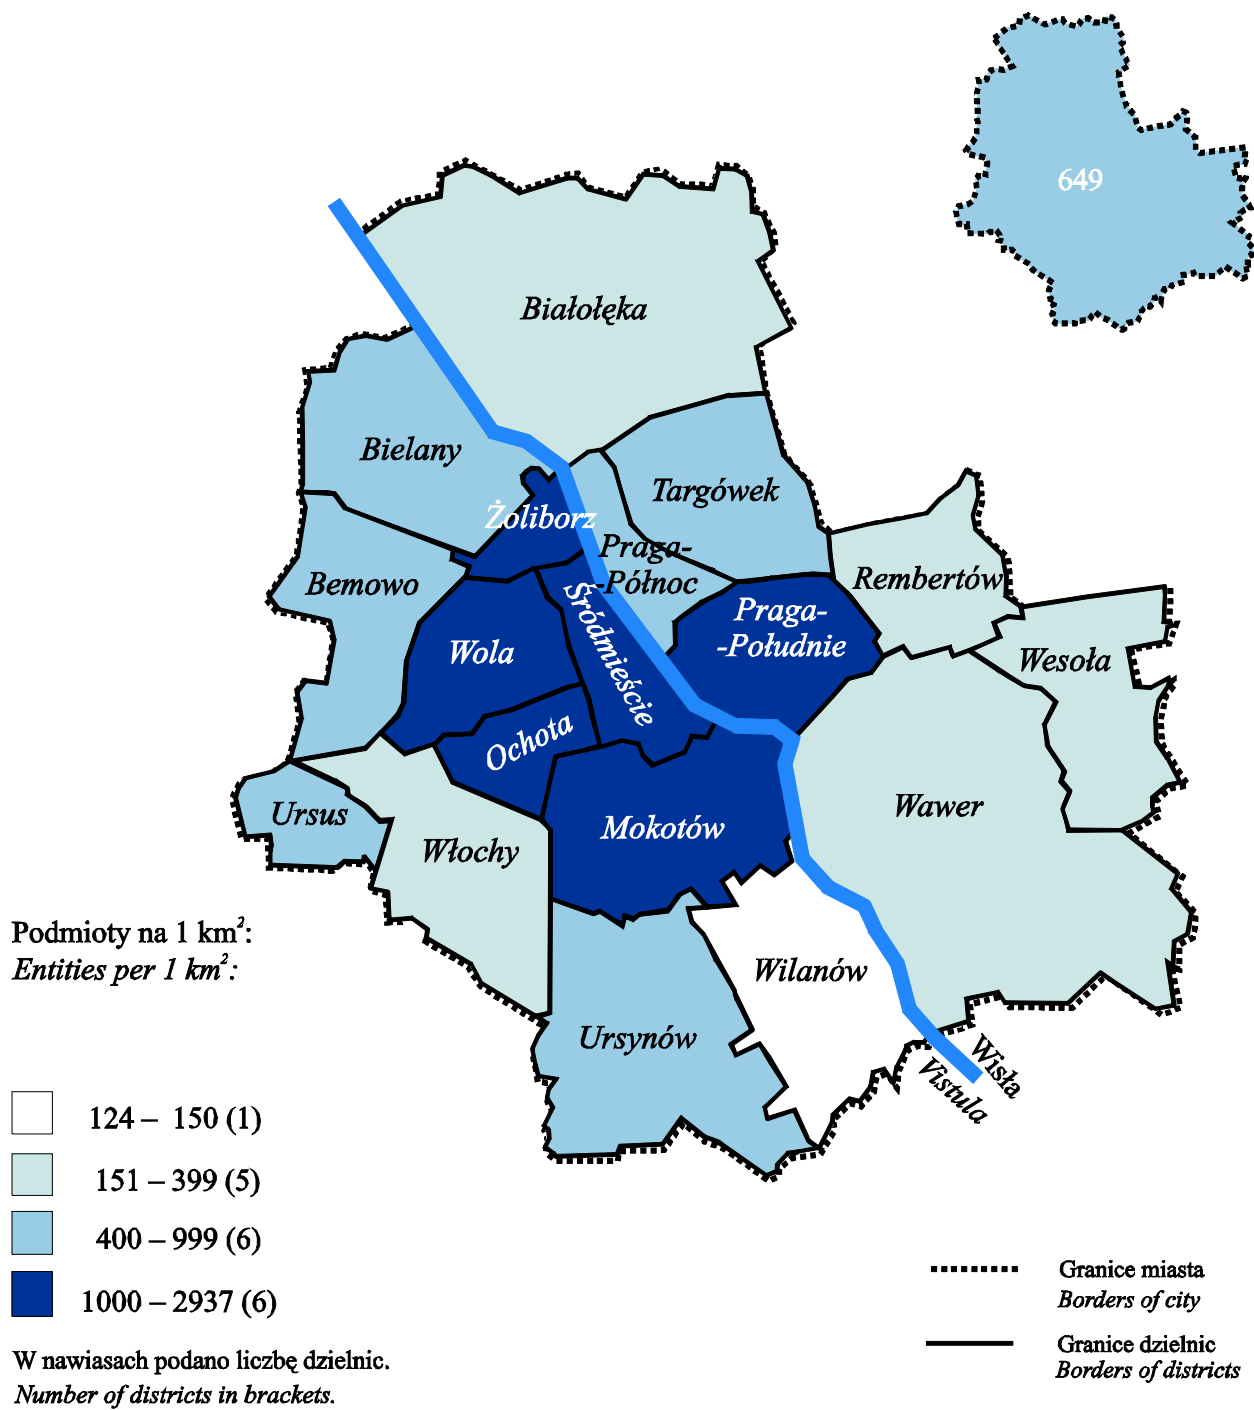 649
Białołęka
Bielany
Targówek
Żoliborz
Praga-
-Północ
Bemowo
Rembertów
Praga-
-Południe
Śródmieście
Wola
Wesoła
Ochota
Ursus
Włochy
Mokotów
Wawer
Wilanów
Ursynów
Wisła
Vistula
Podmioty na 1 km²:
Entities per 1 km²:
124 – 150 (1)
151 – 399 (5)
400 – 999 (6)
1000 – 2937 (6)
W nawiasach podano liczbę dzielnic.
Number of districts in brackets.
Granice miasta
Borders of city
Granice dzielnic
Borders of districts